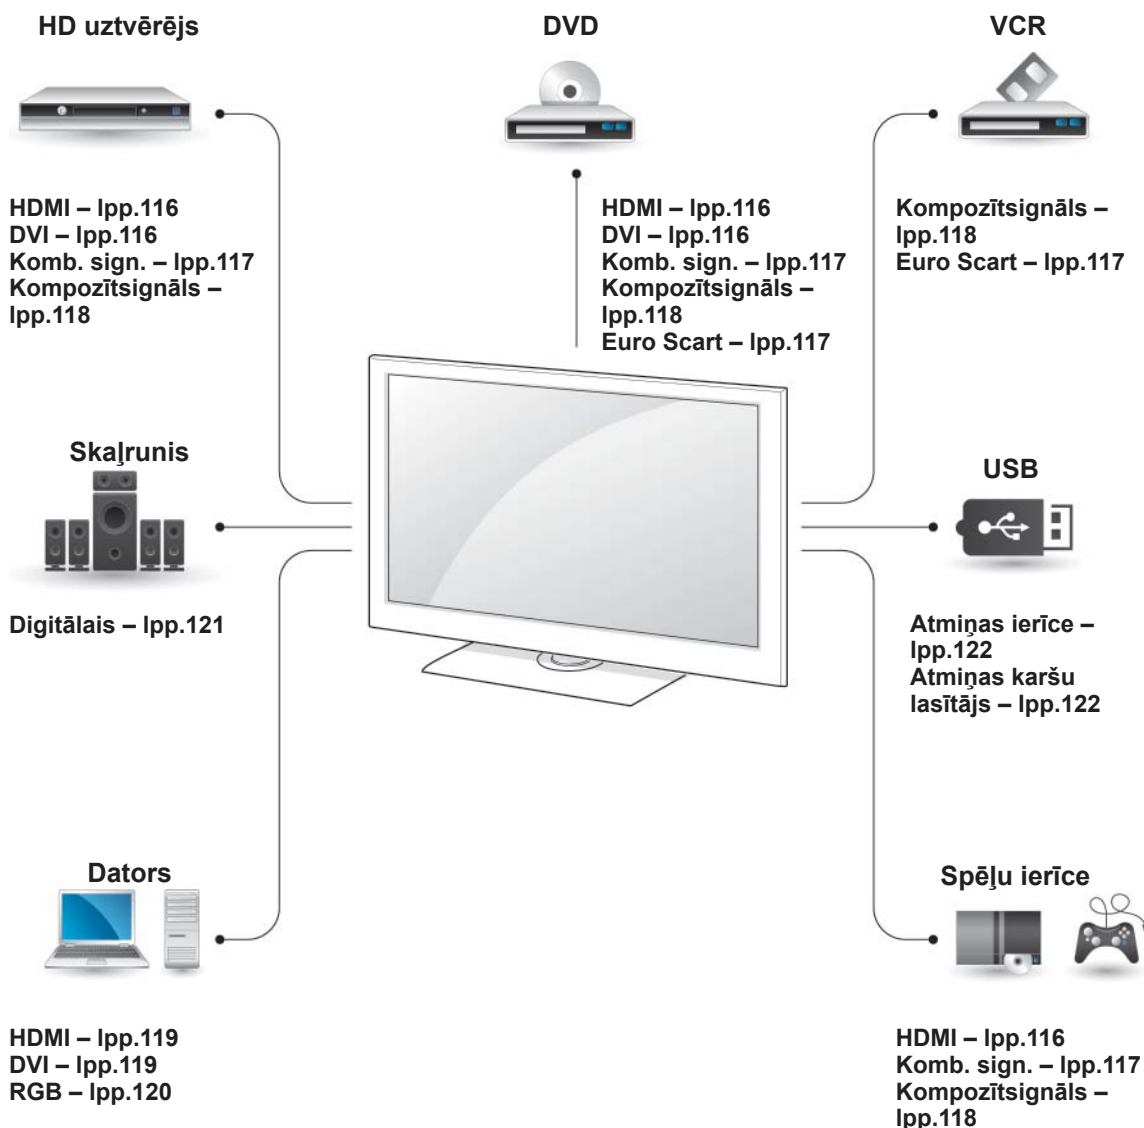 HD uztvērējs
HDMI – lpp.116
DVI – lpp.116
Komb. sign. – lpp.117
Kompozītsignāls –
lpp.118
DVD
HDMI – lpp.116
DVI – lpp.116
Komb. sign. – lpp.117
Kompozītsignāls –
lpp.118
Euro Scart – lpp.117
VCR
Kompozītsignāls –
lpp.118
Euro Scart – lpp.117
Skaļrunis
Digitālais – lpp.121
USB
Atmiņas ierīce –
lpp.122
Atmiņas karšu
lasītājs – lpp.122
Dators
HDMI – lpp.119
DVI – lpp.119
RGB – lpp.120
Spēļu ierīce
HDMI – lpp.116
Komb. sign. – lpp.117
Kompozītsignāls –
lpp.118